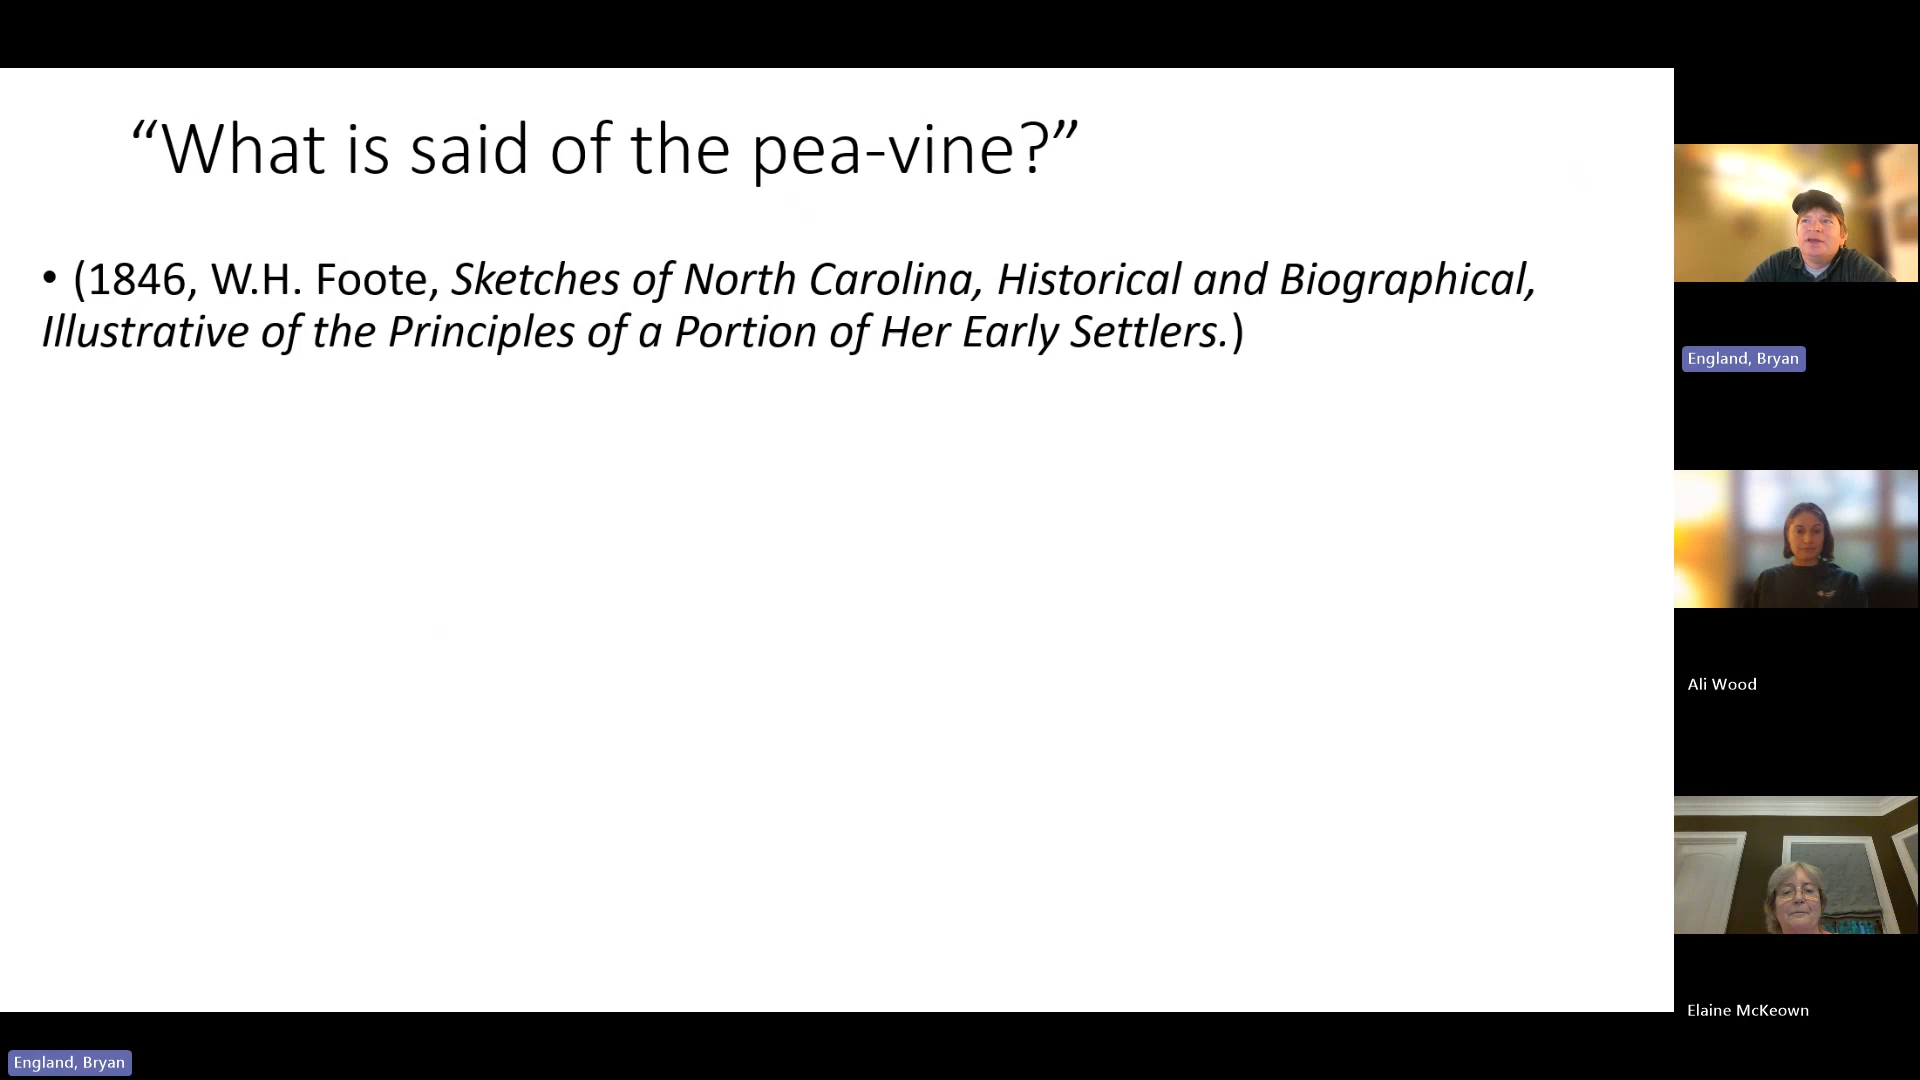 “What is said of the pea-vine?”
• (1846, W.H. Foote, Sketches of North Carolina, Historical and Biographical,
Illustrative of the Principles of a Portion of Her Early Settlers.)
England, Bryan
Ali Wood
Elaine McKeown
England, Bryan